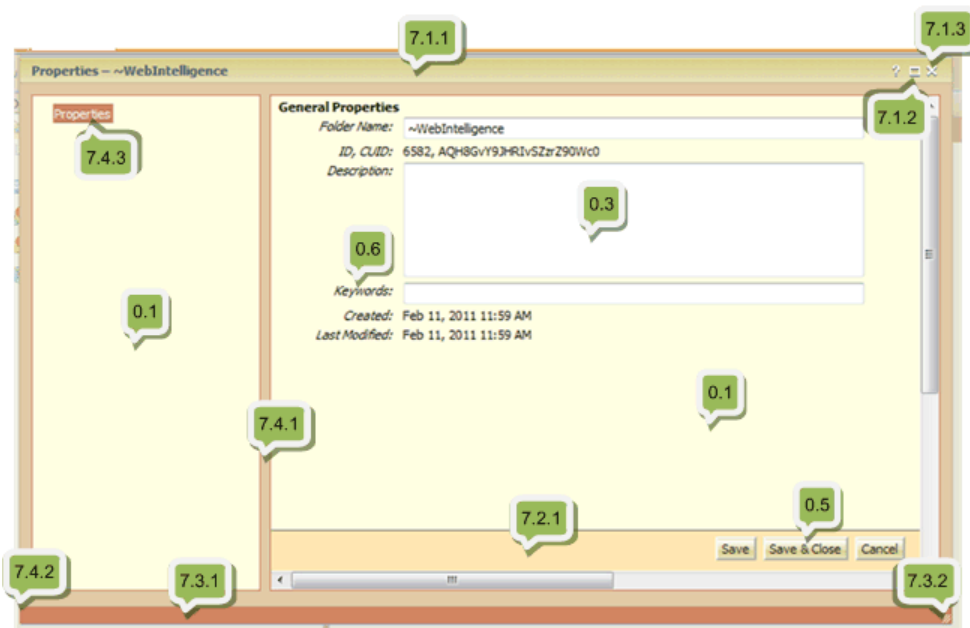 7.1.1
7.1.3
Properties – ~WebIntelligence
?
7.1.2
Properties
General Properties
Folder Name: ~WebIntelligence
7.4.3
ID, CUID: 6582, AQH8GvY9JHRIvSZzrZ90Wc0
Description:
0.3
0.6
Keywords:
0.1
Created: Feb 11, 2011 11:59 AM
Last Modified: Feb 11, 2011 11:59 AM
0.1
7.4.1
0.5
7.2.1
Save Save & Close Cancel
7.4.2
7.3.1
7.3.2